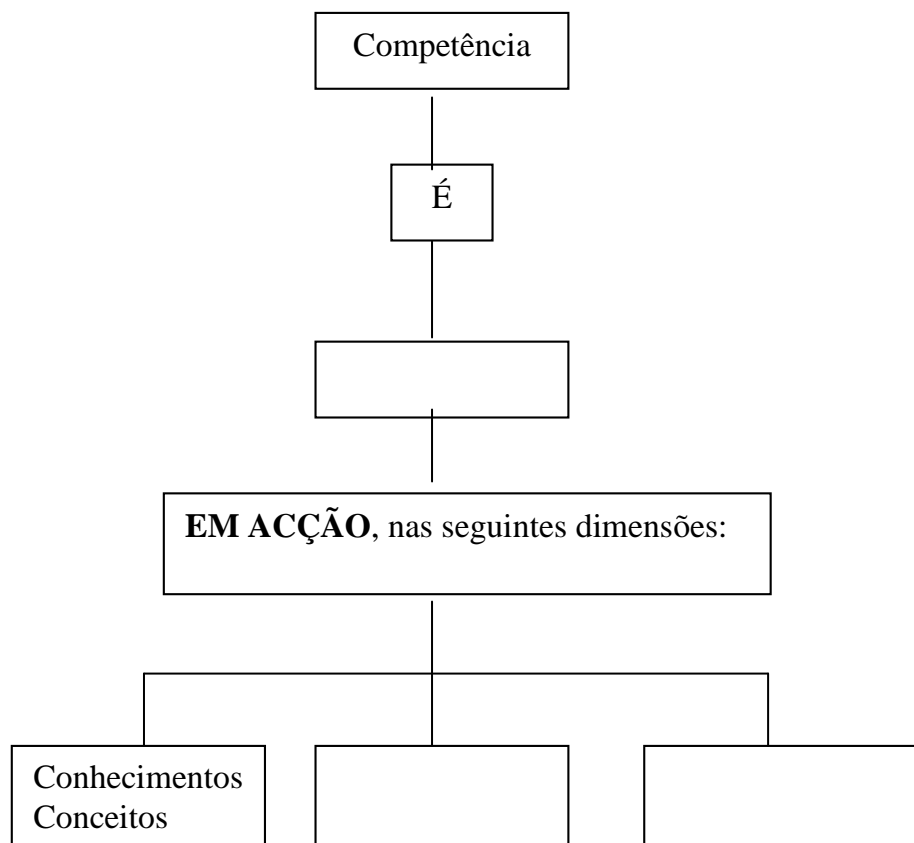 Competência
É
EM ACÇÃO, nas seguintes dimensões:
Conhecimentos
Conceitos